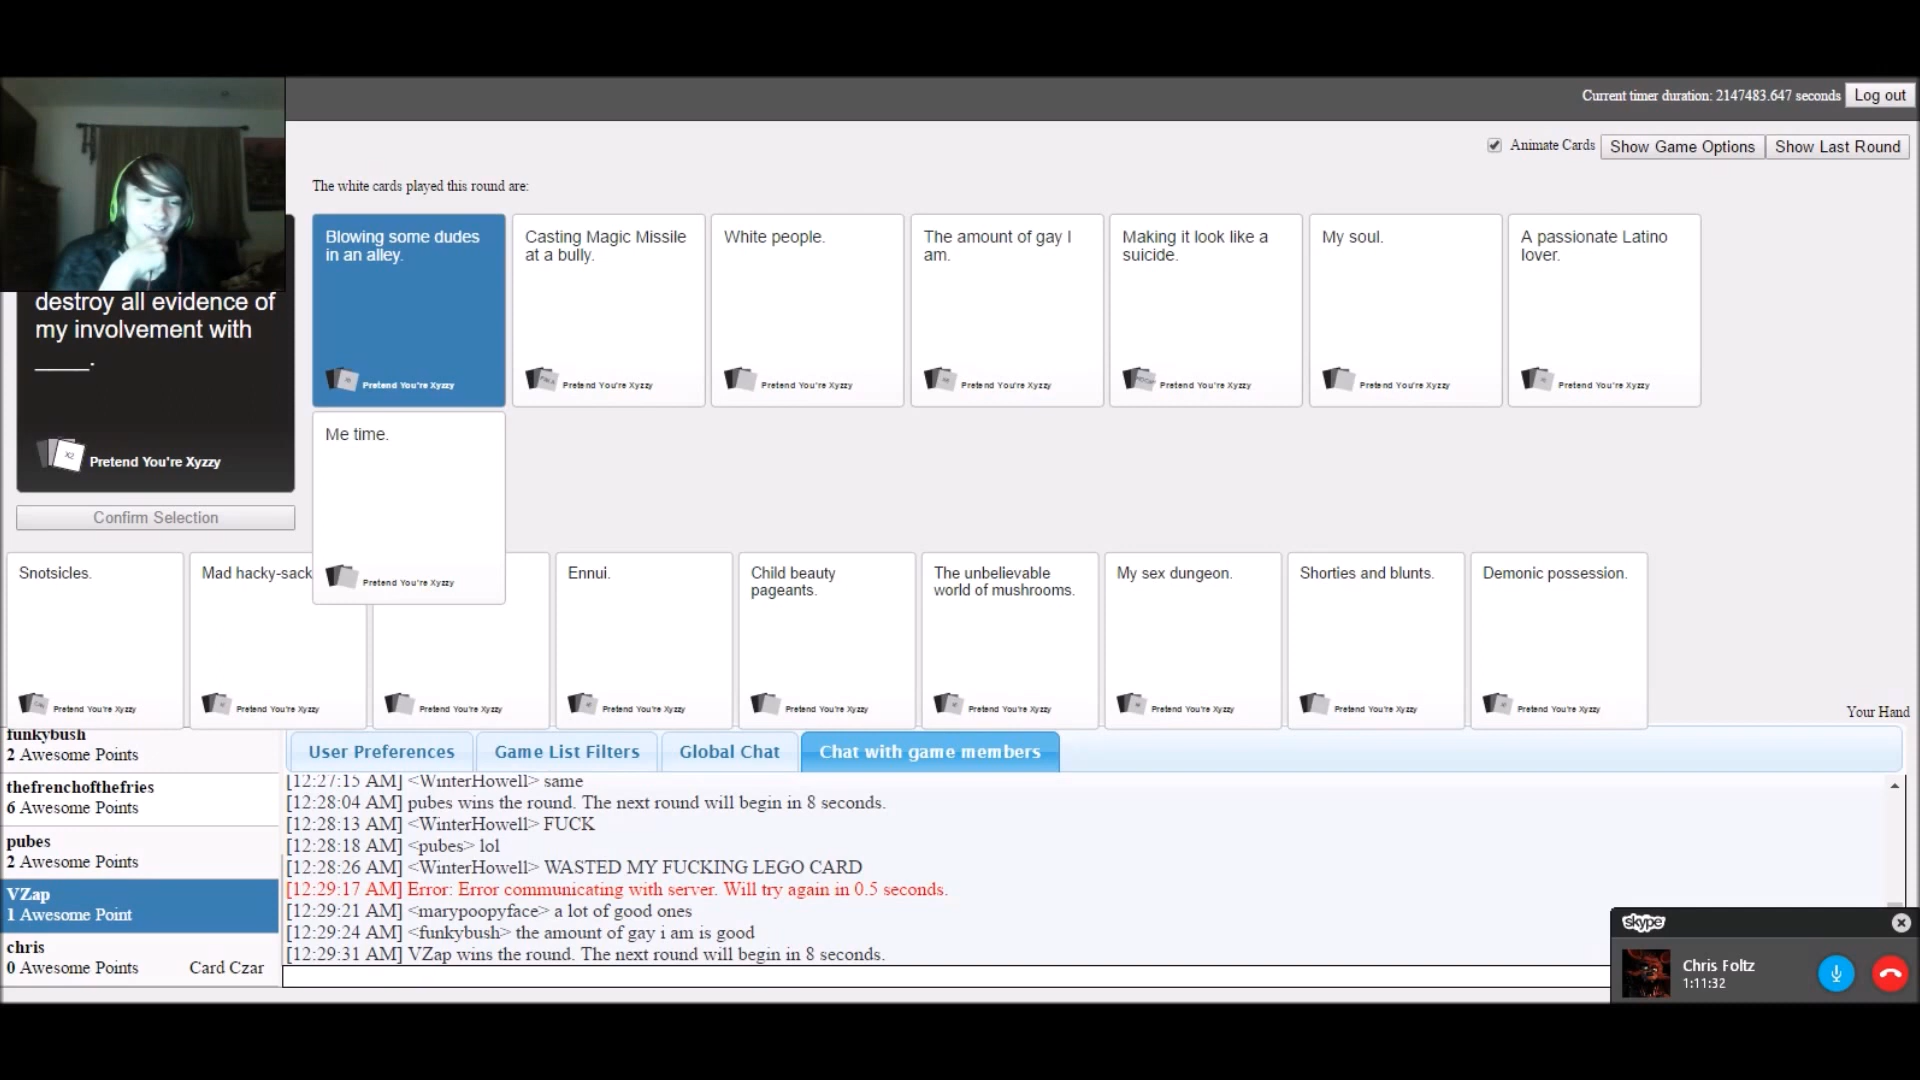 Current timer duration: 2147483.647 seconds
Log out
Animate Cards
Show Game Options
Show Last Round
The white cards played this round are:
destroy all evidence of
my involvement with
_____.
X2
Pretend You're Xyzzy
Confirm Selection
Blowing some dudes
in an alley.
Pretend You're Xyzzy
Casting Magic Missile
at a bully.
Pretend You're Xyzzy
White people.
Pretend You're Xyzzy
The amount of gay I
am.
Pretend You're Xyzzy
Making it look like a
suicide.
Pretend You're Xyzzy
My soul.
Pretend You're Xyzzy
A passionate Latino
lover.
Pretend You're Xyzzy
Me time.
Pretend You're Xyzzy
Snotsicles.
Pretend You're Xyzzy
Mad hacky-sack
Pretend You're Xyzzy
Pretend You're Xyzzy
Ennui.
Pretend You're Xyzzy
Child beauty
pageants.
Pretend You're Xyzzy
The unbelievable
world of mushrooms.
Pretend You're Xyzzy
My sex dungeon.
Pretend You're Xyzzy
Shorties and blunts.
Pretend You're Xyzzy
Demonic possession.
Pretend You're Xyzzy
Your Hand
funkybush
2 Awesome Points
thefrenchofthefries
6 Awesome Points
pubes
2 Awesome Points
VZap
1 Awesome Point
chris
0 Awesome Points Card Czar
User Preferences
Game List Filters
Global Chat
Chat with game members
[12:27:15 AM] <WinterHowell> same
[12:28:04 AM] pubes wins the round. The next round will begin in 8 seconds.
[12:28:13 AM] <WinterHowell> FUCK
[12:28:18 AM] <pubes> lol
[12:28:26 AM] <WinterHowell> WASTED MY FUCKING LEGO CARD
[12:29:17 AM] Error: Error communicating with server. Will try again in 0.5 seconds.
[12:29:21 AM] <marypoopyface> a lot of good ones
[12:29:24 AM] <funkybush> the amount of gay i am is good
[12:29:31 AM] VZap wins the round. The next round will begin in 8 seconds.
skype
Chris Foltz
1:11:32